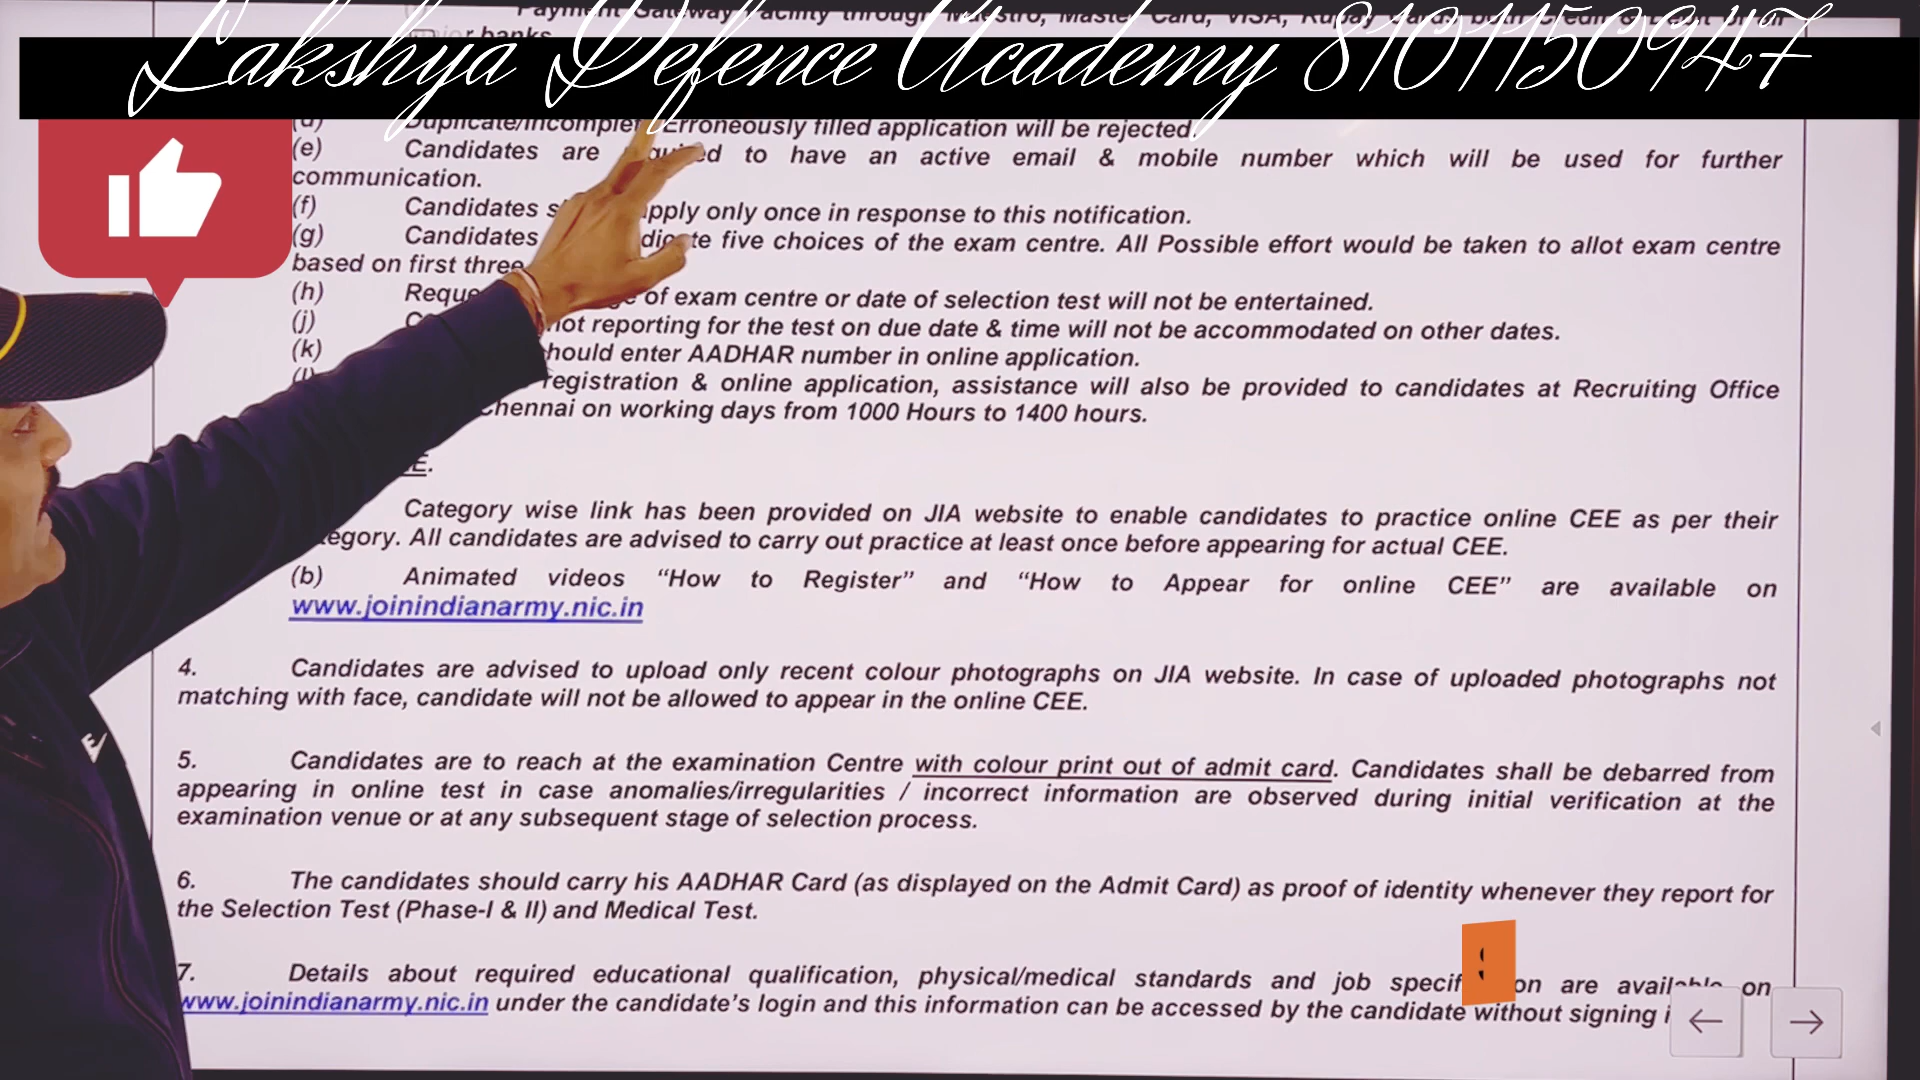 Payment Gateway Facility through Maestro, Master Card, VISA, Rupay
banks
Lakshya Defence Academy 8101150947
(d) Duplicate/Incomplete Erroneously filled application will be rejected.
(e) Candidates are required to have an active email & mobile number which will be used for further
communication.
(f) Candidates apply only once in response to this notification.
(g) Candidates five choices of the exam centre. All Possible effort would be taken to allot exam centre
based on first three
(h) of exam centre or date of selection test will not be entertained.
(j) not reporting for the test on due date & time will not be accommodated on other dates.
(k) should enter AADHAR number in online application.
(l) registration & online application, assistance will also be provided to candidates at Recruiting Office
Chennai on working days from 1000 Hours to 1400 hours.
Category wise link has been provided on JIA website to enable candidates to practice online CEE as per their
category. All candidates are advised to carry out practice at least once before appearing for actual CEE.
(b) Animated videos “How to Register” and “How to Appear for online CEE” are available on
www.joinindianarmy.nic.in
4. Candidates are advised to upload only recent colour photographs on JIA website. In case of uploaded photographs not
matching with face, candidate will not be allowed to appear in the online CEE.
5. Candidates are to reach at the examination Centre with colour print out of admit card. Candidates shall be debarred from
appearing in online test in case anomalies/irregularities / incorrect information are observed during initial verification at the
examination venue or at any subsequent stage of selection process.
6. The candidates should carry his AADHAR Card (as displayed on the Admit Card) as proof of identity whenever they report for
the Selection Test (Phase-I & II) and Medical Test.
7. Details about required educational qualification, physical/medical standards and job are available on
www.joinindianarmy.nic.in under the candidate’s login and this information can be accessed by the candidate without signing